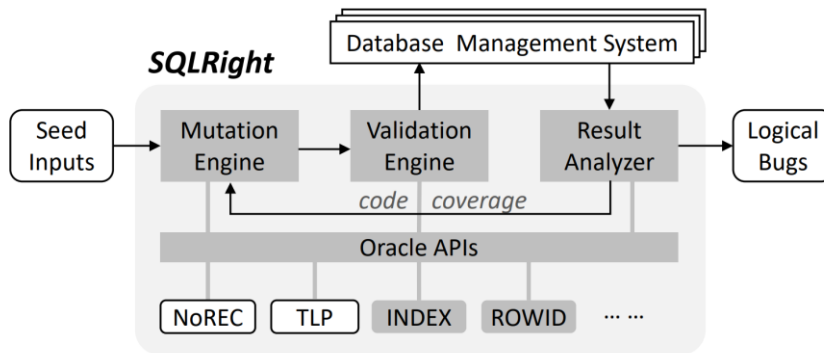 Database Management System
SQLRight
Seed
Inputs
Mutation
Engine
Validation
Engine
Result
Analyzer
Logical
Bugs
code coverage
Oracle APIs
NoREC
TLP
INDEX
ROWID
... ...